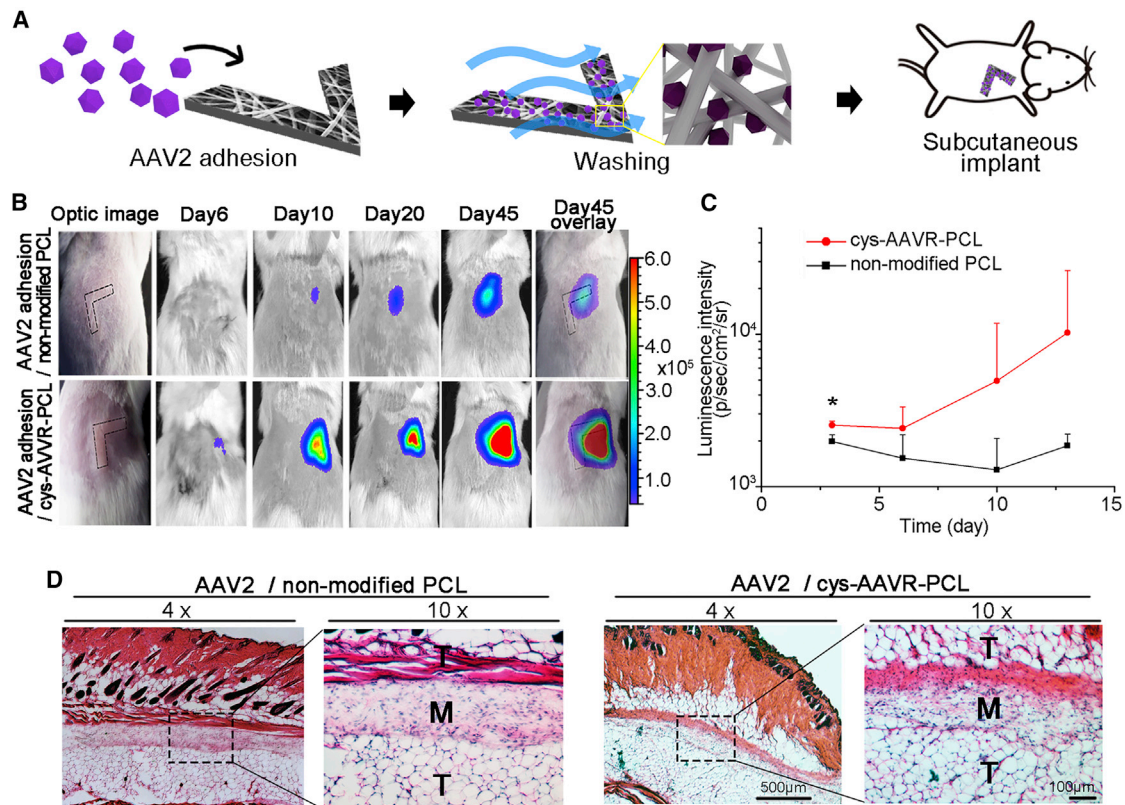 A
AAV2 adhesion
Washing
Subcutaneous
implant
B
Optic image Day6 Day10 Day20 Day45 Day45
overlay
AAV2 adhesion
/ non-modified PCL
AAV2 adhesion
/ cys-AAVR-PCL
6.0
5.0
4.0
x10⁵
3.0
2.0
1.0
C
cys-AAVR-PCL
non-modified PCL
Luminescence intensity
(p/sec/cm²/sr)
10⁴
10³
*
0 5 10 15
Time (day)
D
AAV2 / non-modified PCL
4 x 10 x
T
M
T
AAV2 / cys-AAVR-PCL
4 x 10 x
T
M
T
500μm
100μm